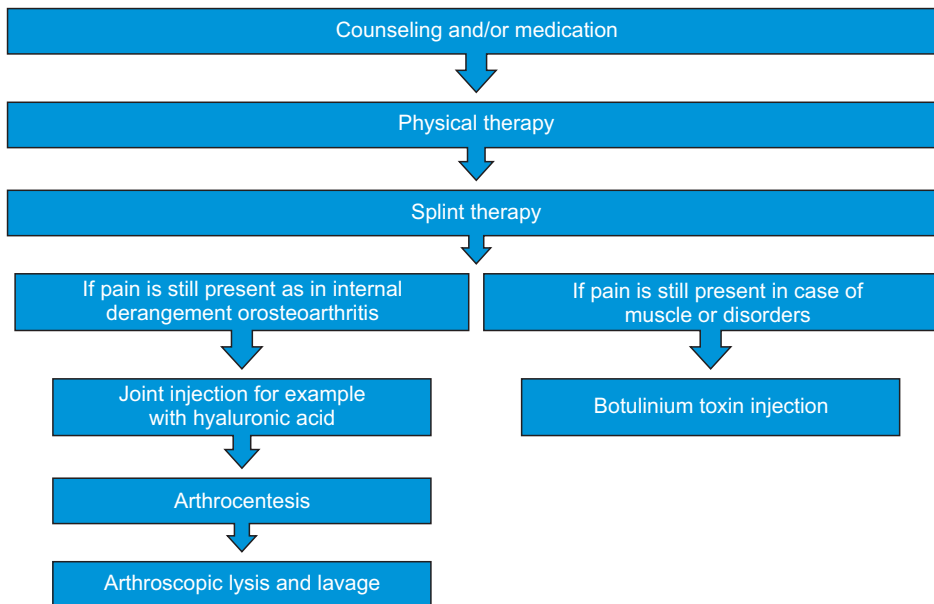 Counseling and/or medication
Physical therapy
Splint therapy
If pain is still present as in internal
derangement orosteoarthritis
If pain is still present in case of
muscle or disorders
Joint injection for example
with hyaluronic acid
Botulinium toxin injection
Arthrocentesis
Arthroscopic lysis and lavage